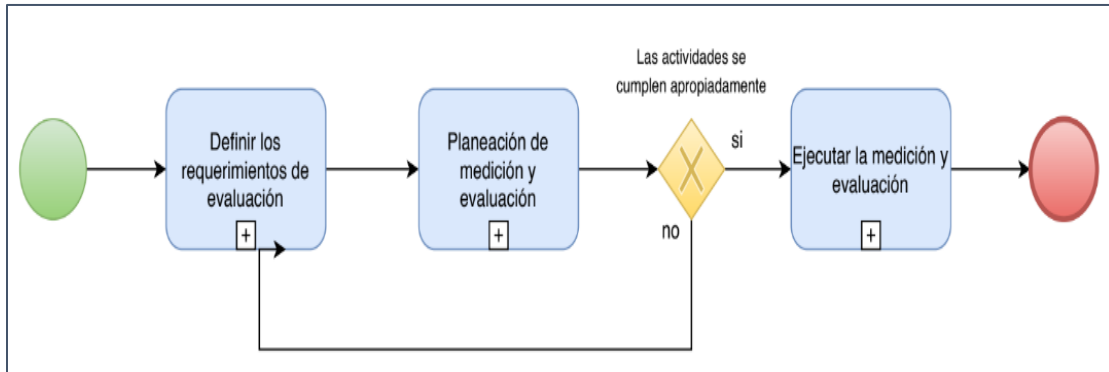 Las actividades se
cumplen apropiadamente
Definir los
requerimientos de
evaluación
+
Planeación de
medición y
evaluación
+
si
no
Ejecutar la medición y
evaluación
+